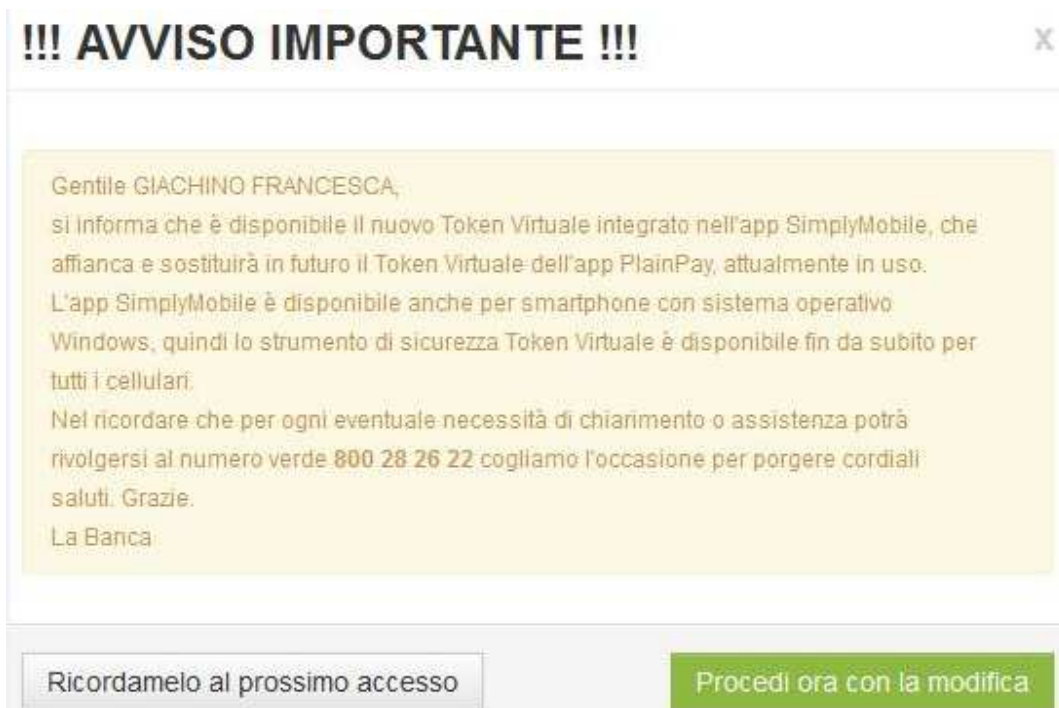 !!! AVVISO IMPORTANTE !!!
X
Gentile GIACHINO FRANCESCA,
si informa che è disponibile il nuovo Token Virtuale integrato nell'app SimplyMobile, che
affianca e sostituirà in futuro il Token Virtuale dell'app PlainPay, attualmente in uso.
L'app SimplyMobile è disponibile anche per smartphone con sistema operativo
Windows, quindi lo strumento di sicurezza Token Virtuale è disponibile fin da subito per
tutti i cellulari.
Nel ricordare che per ogni eventuale necessità di chiarimento o assistenza potrà
rivolgersi al numero verde 800 28 26 22 cogliamo l'occasione per porgere cordiali
saluti. Grazie.
La Banca
Ricordamelo al prossimo accesso
Procedi ora con la modifica